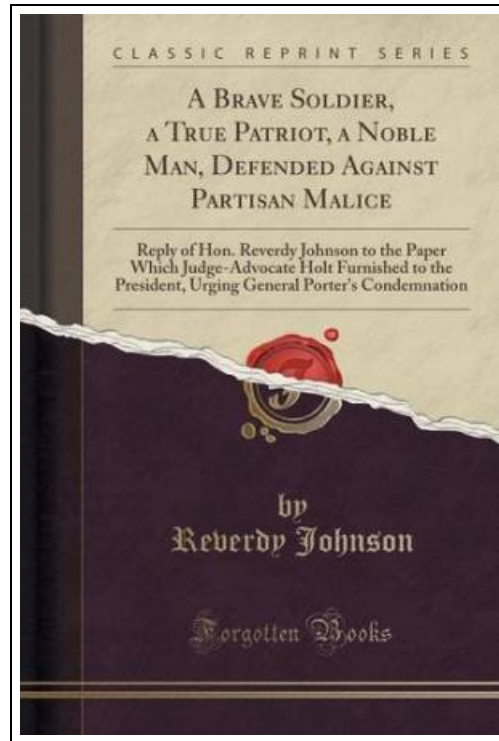 CLASSIC REPRINT SERIES
A BRAVE SOLDIER,
A TRUE PATRIOT, A NOBLE
MAN, DEFENDED AGAINST
PARTISAN MALICE
Reply of Hon. Reverdy Johnson to the Paper
Which Judge-Advocate Holt Furnished to the
President, Urging General Porter's Condemnation
by
Reverdy Johnson
Forgotten Books